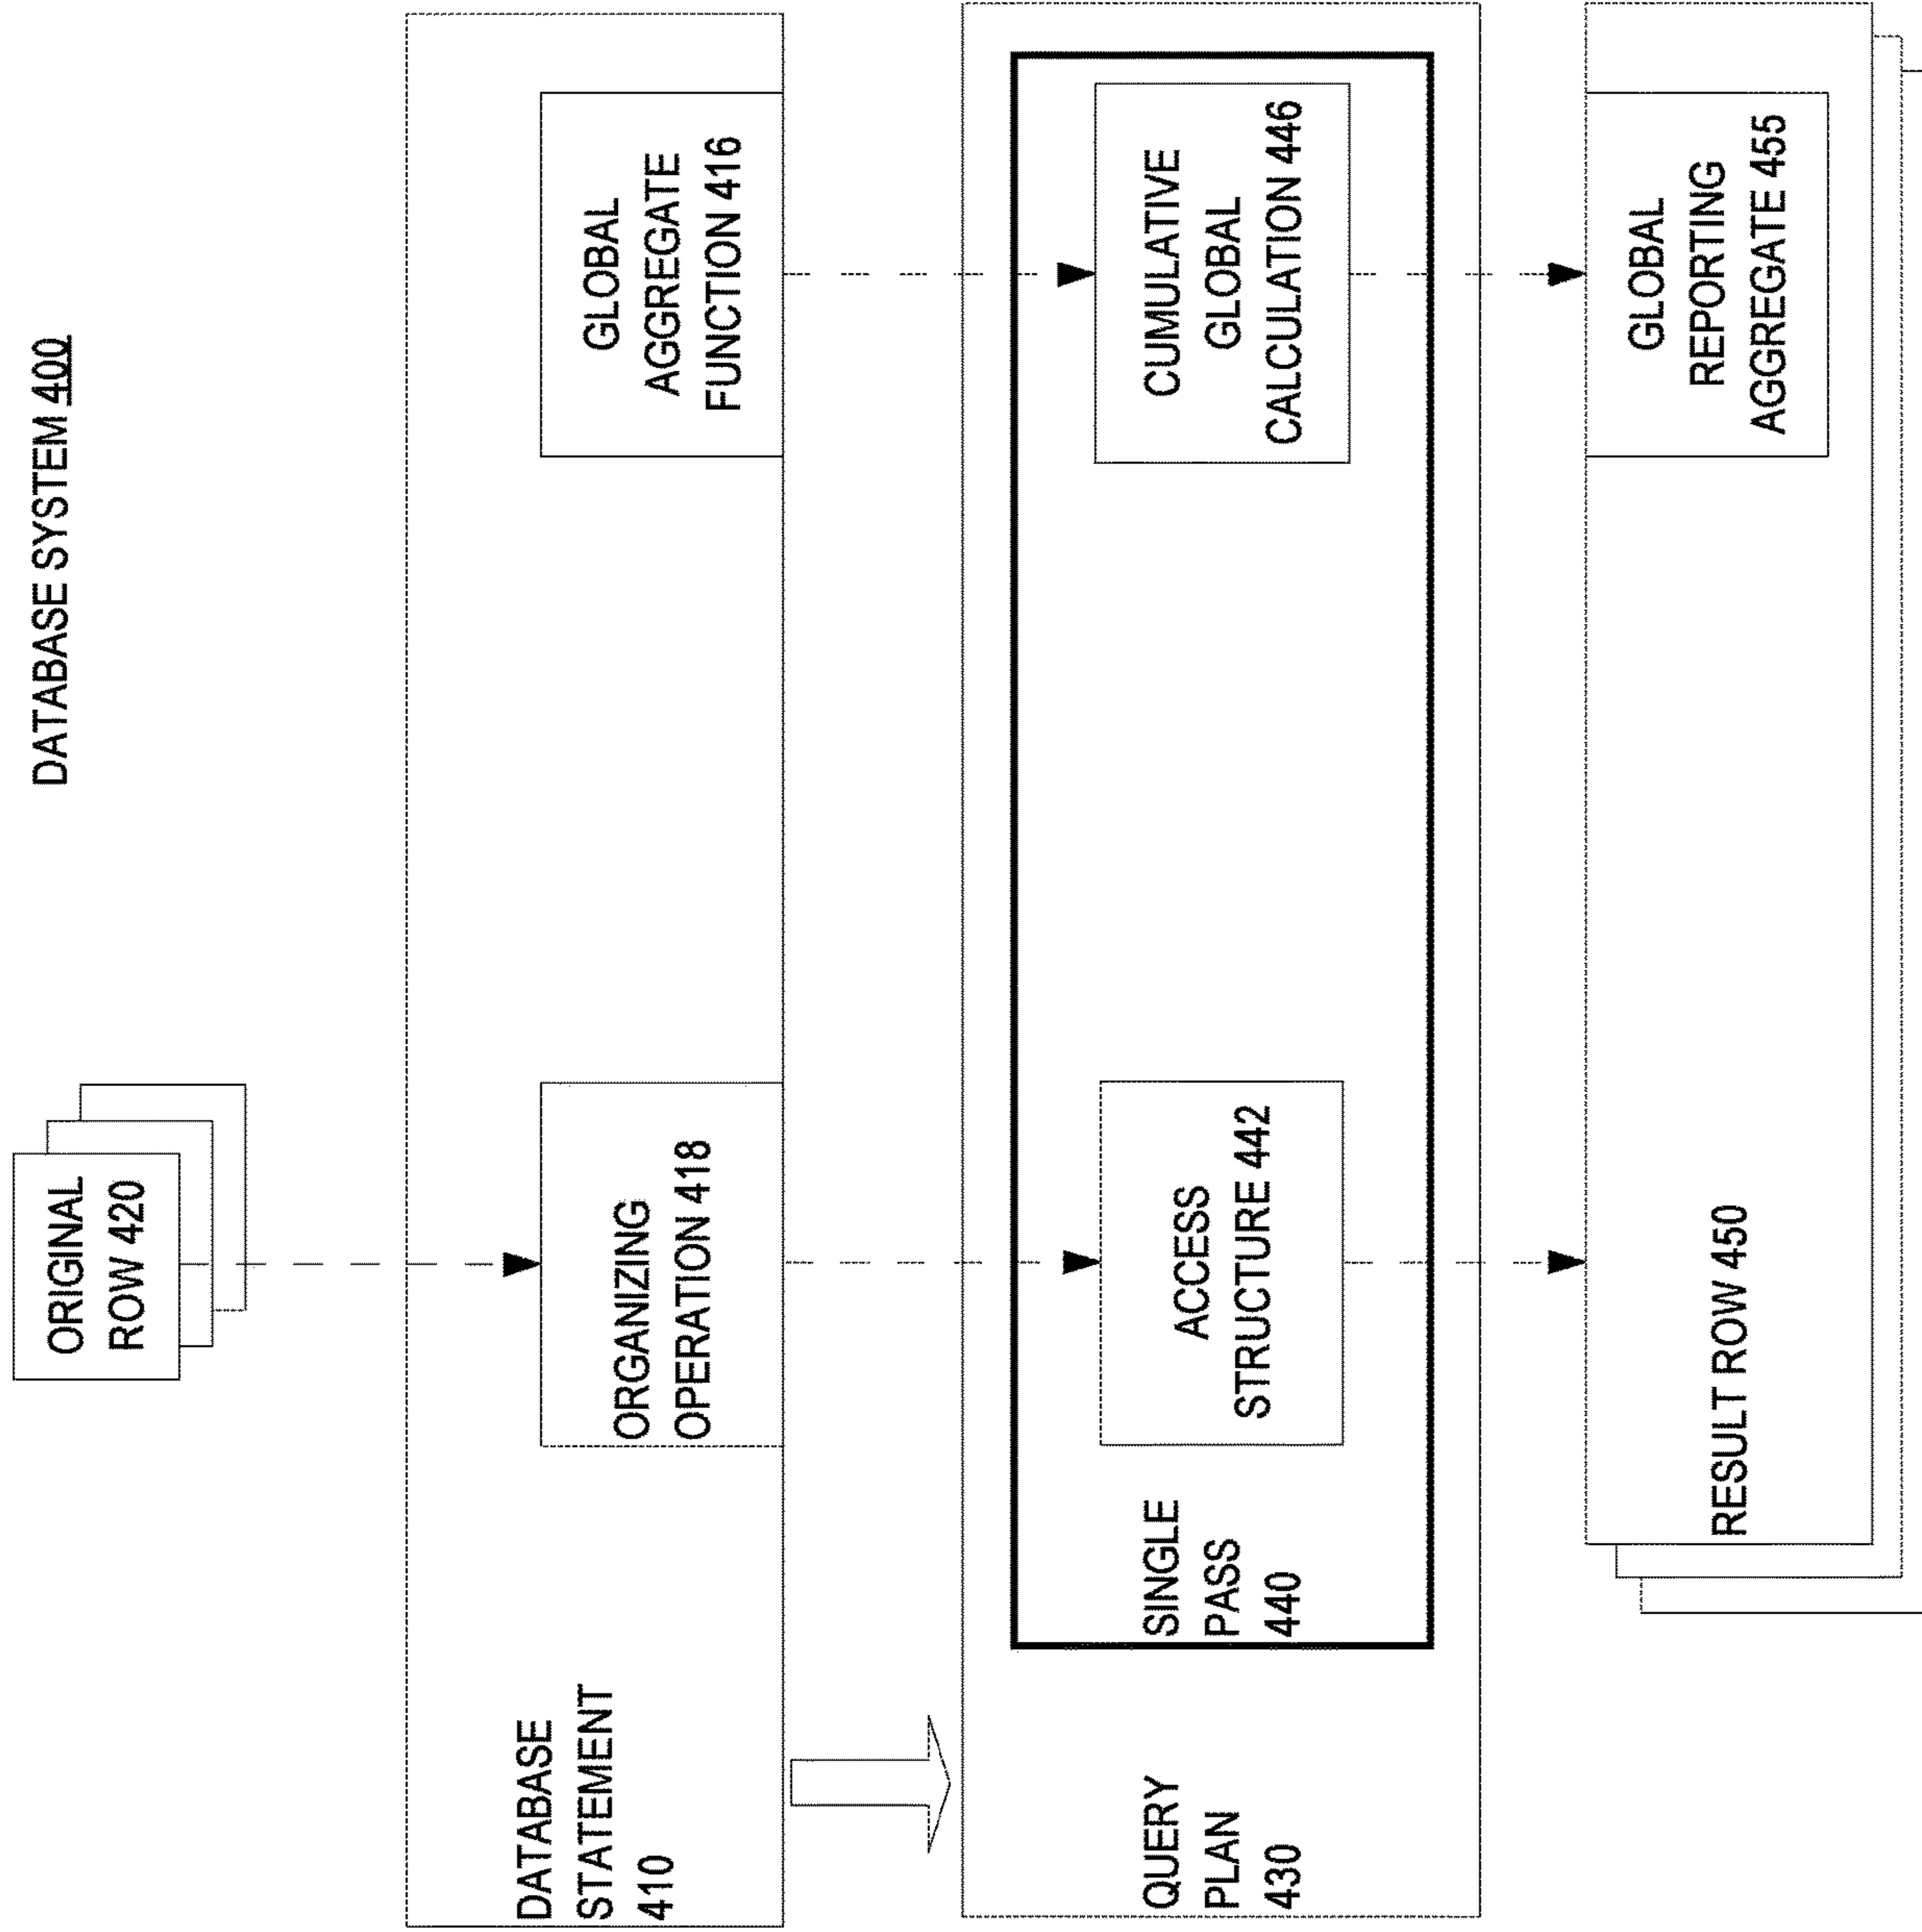 DATABASE SYSTEM 400
ORIGINAL
ROW 420
DATABASE
STATEMENT
410
ORGANIZING
OPERATION 418
GLOBAL
AGGREGATE
FUNCTION 416
QUERY
PLAN
430
SINGLE
PASS
440
ACCESS
STRUCTURE 442
CUMULATIVE
GLOBAL
CALCULATION 446
RESULT ROW 450
GLOBAL
REPORTING
AGGREGATE 455